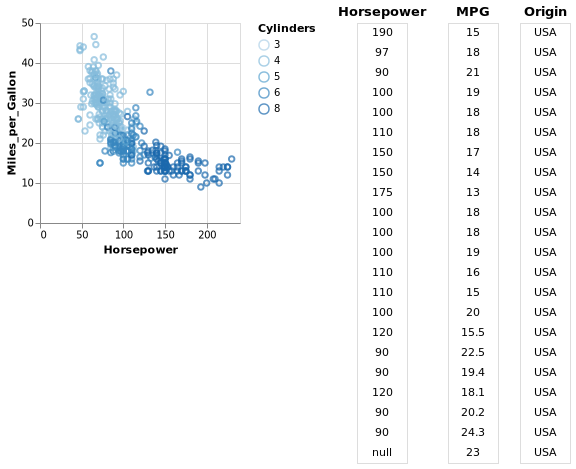 50
40
30
20
10
0
Miles_per_Gallon
0 50 100 150 200
Horsepower
Cylinders
3
4
5
6
8
Horsepower MPG Origin
190 15 USA
97 18 USA
90 21 USA
100 19 USA
100 18 USA
110 18 USA
150 17 USA
150 14 USA
175 13 USA
100 18 USA
100 18 USA
100 19 USA
110 16 USA
110 15 USA
100 20 USA
120 15.5 USA
90 22.5 USA
90 19.4 USA
120 18.1 USA
90 20.2 USA
90 24.3 USA
null 23 USA